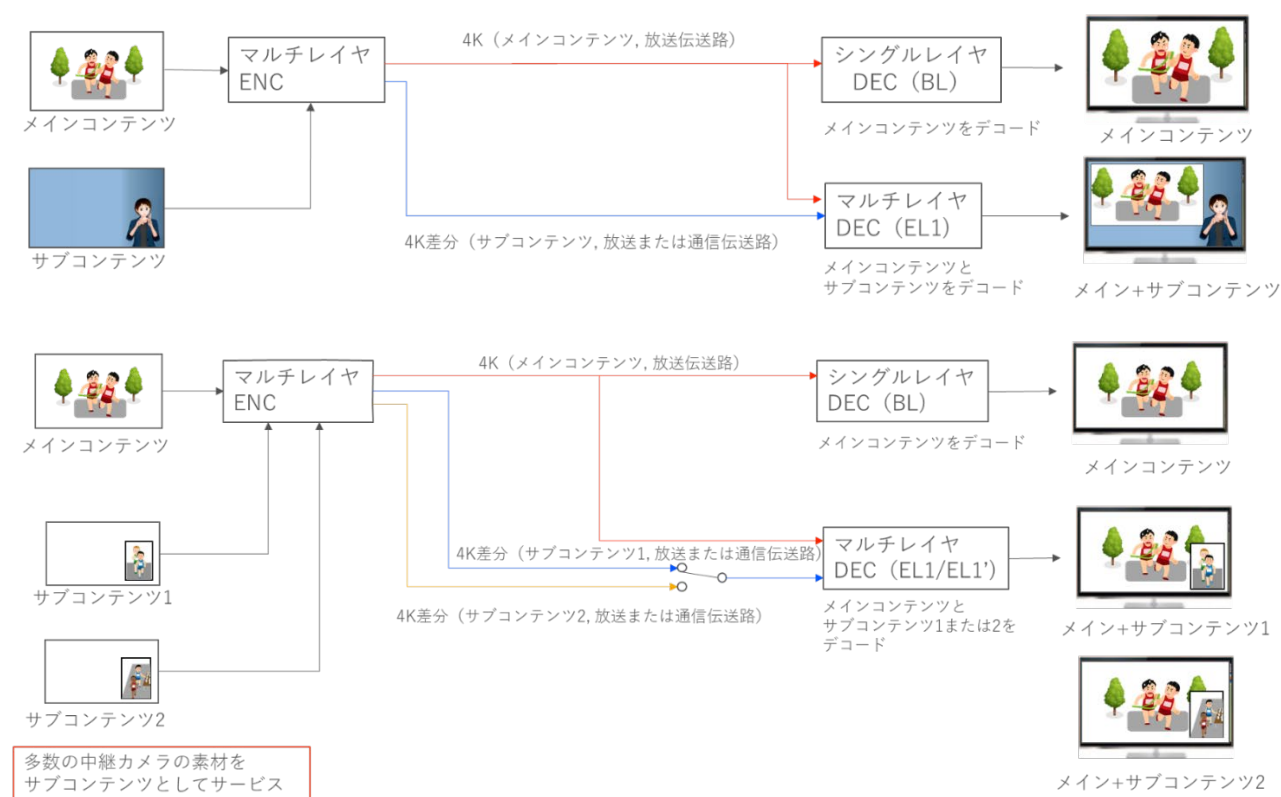 4K（メインコンテンツ, 放送伝送路）
マルチレイヤ
ENC
シングルレイヤ
DEC（BL）
メインコンテンツ
メインコンテンツをデコード
メインコンテンツ
マルチレイヤ
DEC（EL1）
4K差分（サブコンテンツ, 放送または通信伝送路）
サブコンテンツ
メインコンテンツと
サブコンテンツをデコード
メイン+サブコンテンツ
4K（メインコンテンツ, 放送伝送路）
マルチレイヤ
ENC
シングルレイヤ
DEC（BL）
メインコンテンツ
メインコンテンツをデコード
メインコンテンツ
4K差分（サブコンテンツ1, 放送または通信伝送路）
マルチレイヤ
DEC（EL1/EL1’）
サブコンテンツ1
4K差分（サブコンテンツ2, 放送または通信伝送路）
メインコンテンツと
サブコンテンツ1または2を
デコード
メイン+サブコンテンツ1
サブコンテンツ2
多数の中継カメラの素材を
サブコンテンツとしてサービス
メイン+サブコンテンツ2